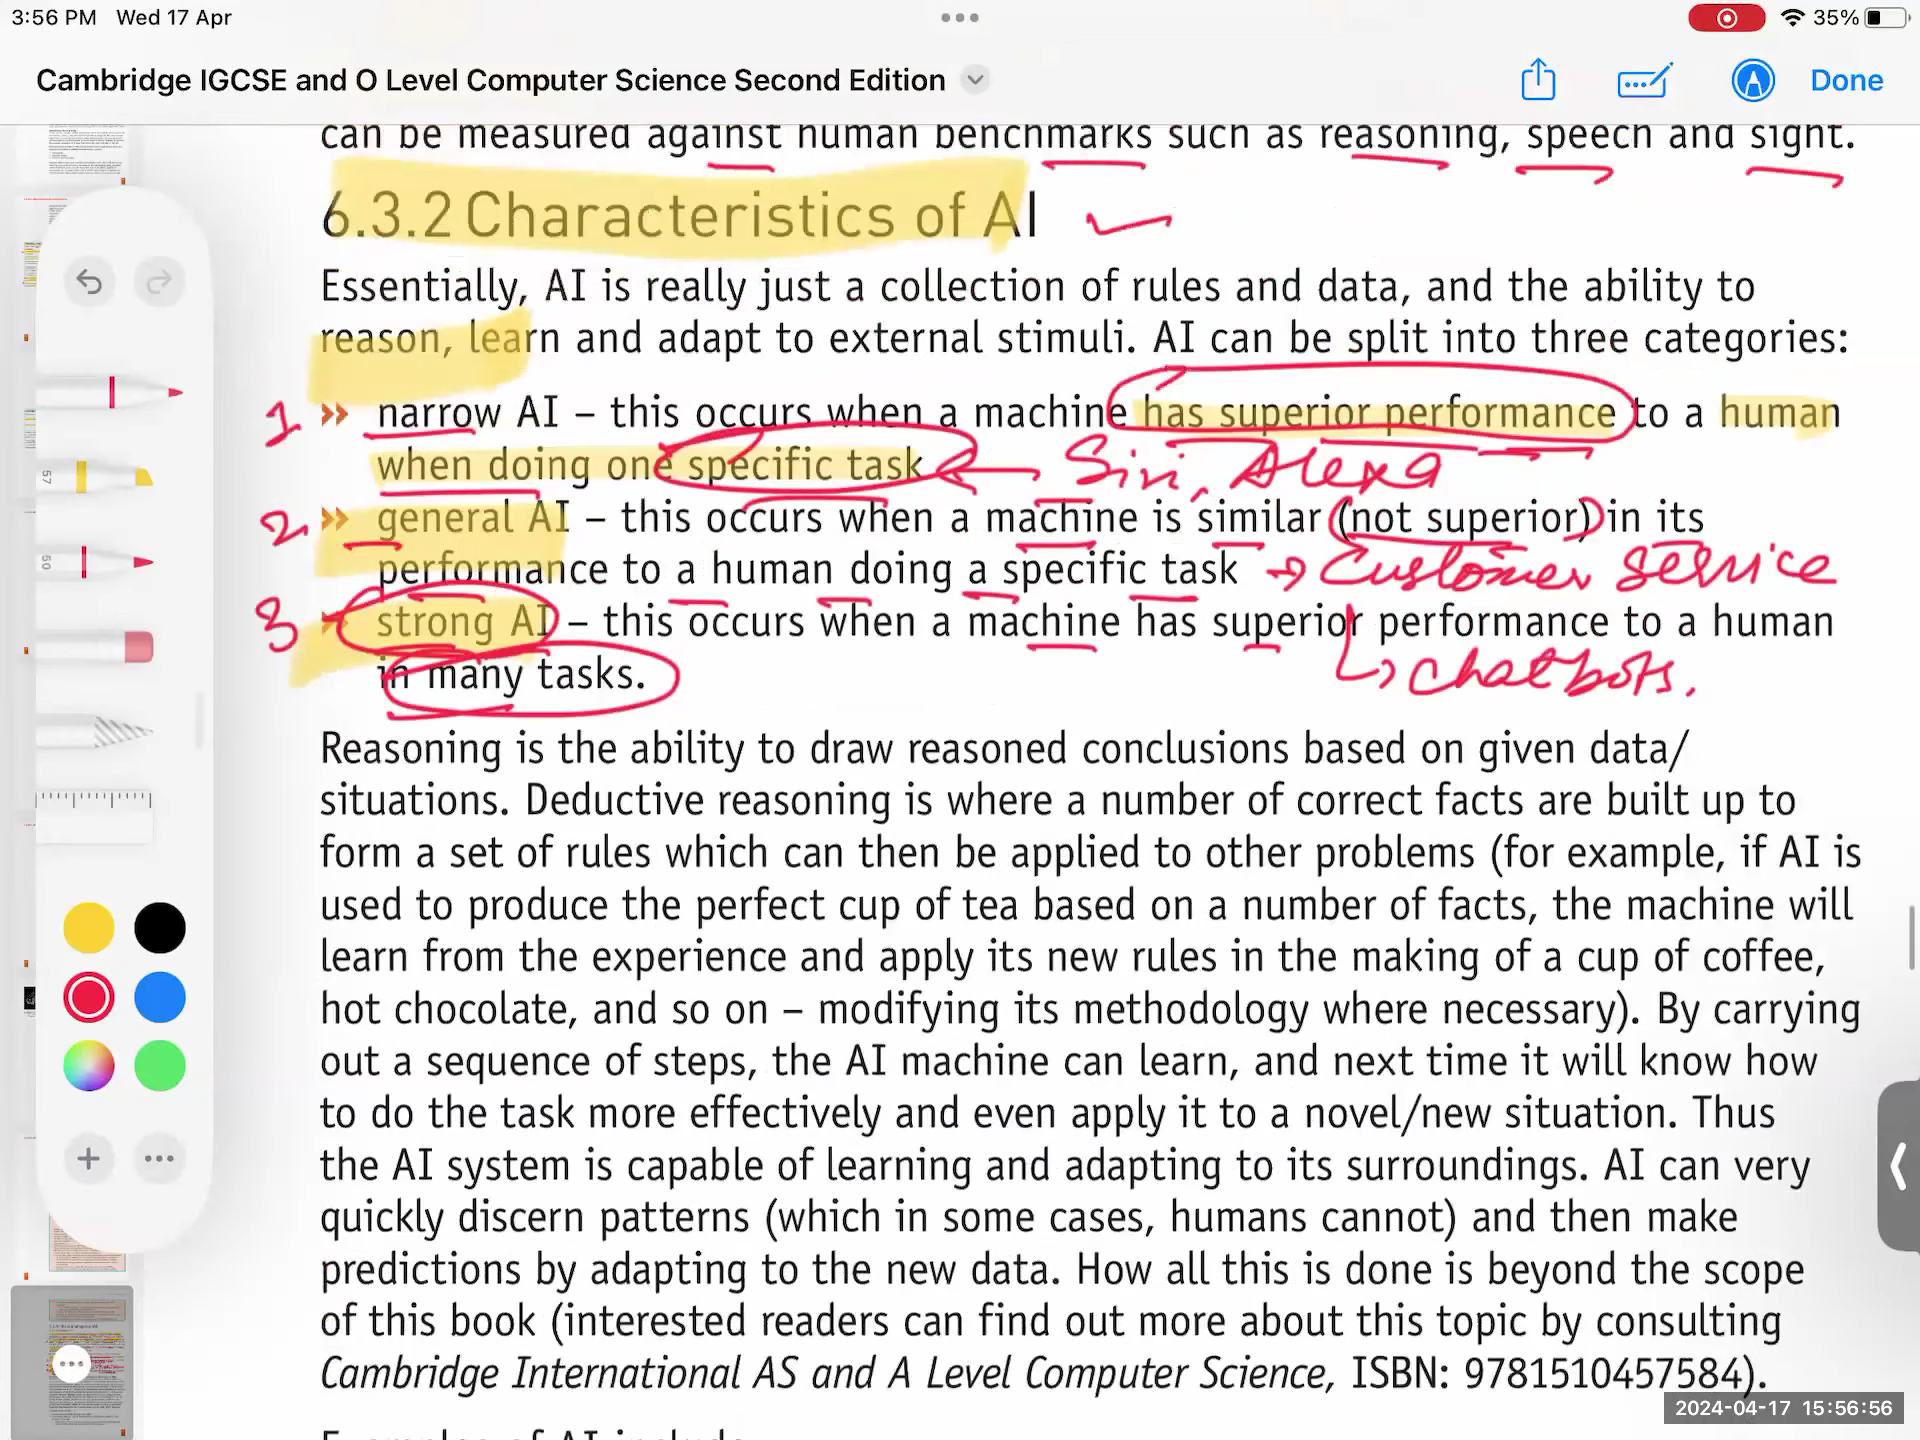 3:56 PM Wed 17 Apr
35%
Cambridge IGCSE and O Level Computer Science Second Edition
Done
can be measured against human benchmarks such as reasoning, speech and sight.
6.3.2 Characteristics of AI
Essentially, AI is really just a collection of rules and data, and the ability to
reason, learn and adapt to external stimuli. AI can be split into three categories:
1 » narrow AI – this occurs when a machine has superior performance to a human
when doing one specific task Siri, Alexa
2 » general AI – this occurs when a machine is similar (not superior) in its
performance to a human doing a specific task → Customer service
3 » strong AI – this occurs when a machine has superior performance to a human
in many tasks. ↳ Chatbots.
Reasoning is the ability to draw reasoned conclusions based on given data/
situations. Deductive reasoning is where a number of correct facts are built up to
form a set of rules which can then be applied to other problems (for example, if AI is
used to produce the perfect cup of tea based on a number of facts, the machine will
learn from the experience and apply its new rules in the making of a cup of coffee,
hot chocolate, and so on – modifying its methodology where necessary). By carrying
out a sequence of steps, the AI machine can learn, and next time it will know how
to do the task more effectively and even apply it to a novel/new situation. Thus
the AI system is capable of learning and adapting to its surroundings. AI can very
quickly discern patterns (which in some cases, humans cannot) and then make
predictions by adapting to the new data. How all this is done is beyond the scope
of this book (interested readers can find out more about this topic by consulting
Cambridge International AS and A Level Computer Science, ISBN: 9781510457584).
57
50
2024-04-17 15:56:56